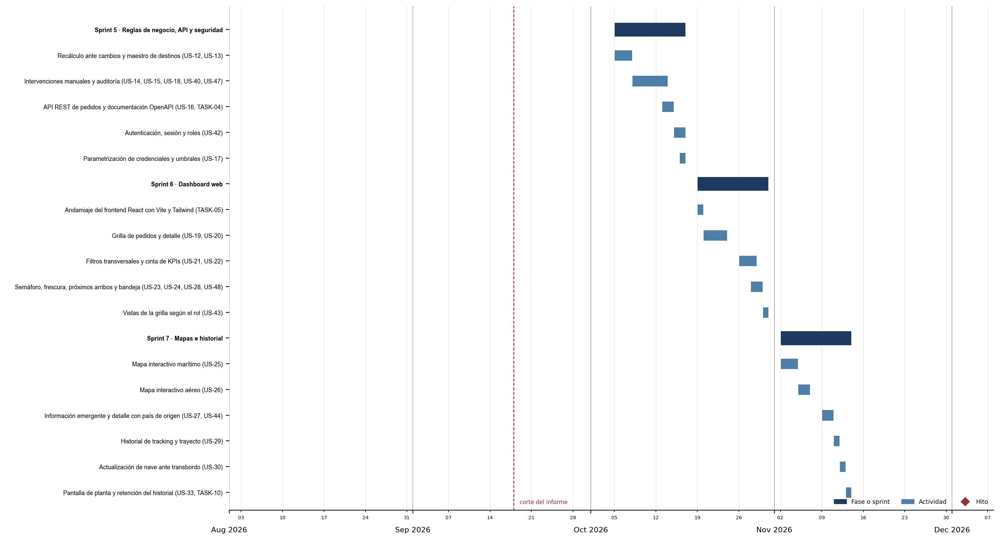 Sprint 5 · Reglas de negocio, API y seguridad
Recálculo ante cambios y maestro de destinos (US-12, US-13)
Intervenciones manuales y auditoría (US-14, US-15, US-18, US-40, US-47)
API REST de pedidos y documentación OpenAPI (US-16, TASK-04)
Autenticación, sesión y roles (US-42)
Parametrización de credenciales y umbrales (US-17)
Sprint 6 · Dashboard web
Andamiaje del frontend React con Vite y Tailwind (TASK-05)
Grilla de pedidos y detalle (US-19, US-20)
Filtros transversales y cinta de KPIs (US-21, US-22)
Semáforo, frescura, próximos arribos y bandeja (US-23, US-24, US-28, US-48)
Vistas de la grilla según el rol (US-43)
Sprint 7 · Mapas e historial
Mapa interactivo marítimo (US-25)
Mapa interactivo aéreo (US-26)
Información emergente y detalle con país de origen (US-27, US-44)
Historial de tracking y trayecto (US-29)
Actualización de nave ante transbordo (US-30)
Pantalla de planta y retención del historial (US-33, TASK-10)
corte del informe
Fase o sprint Actividad Hito
03 10 17 24 31 07 14 21 28 05 12 19 26 02 09 16 23 30 07
Aug 2026 Sep 2026 Oct 2026 Nov 2026 Dec 2026